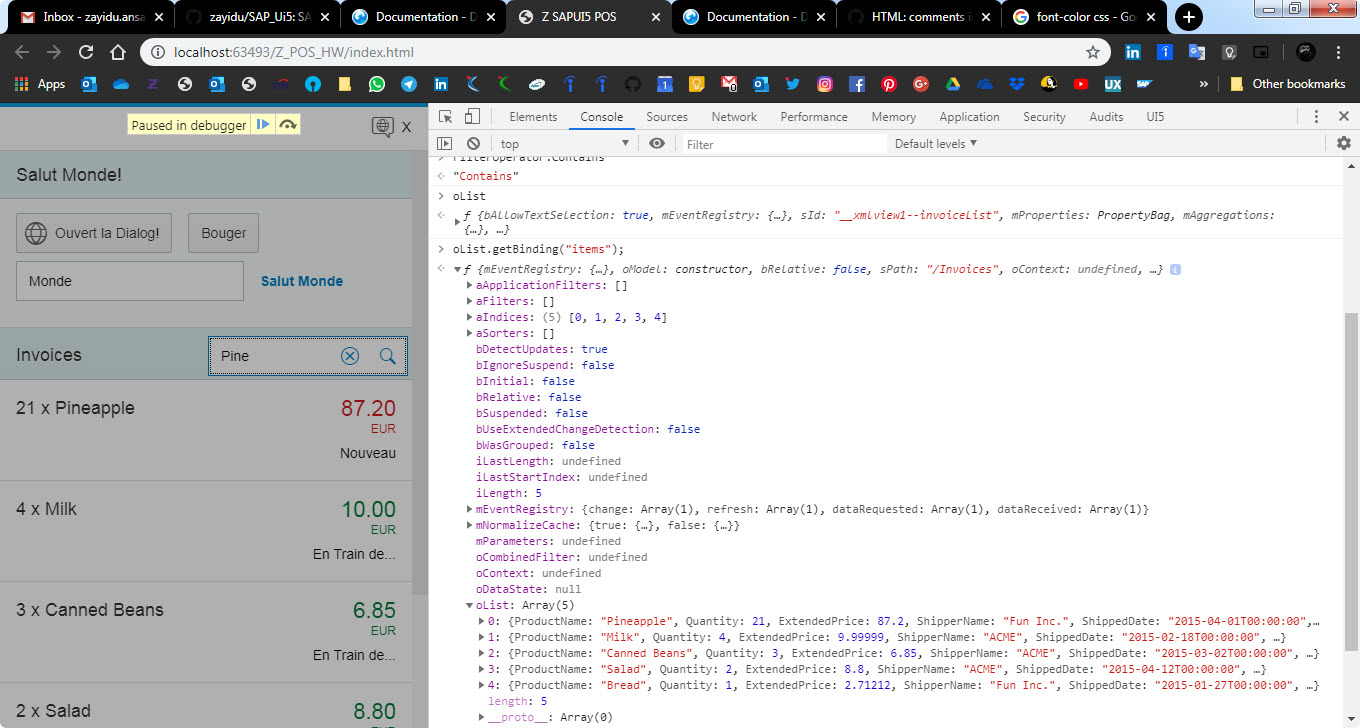 Inbox - zayidu.ansa
zayidu/SAP_Ui5: SA
Documentation - D
Z SAPUI5 POS
Documentation - D
HTML: comments i
font-color css - Goo
localhost:63493/Z_POS_HW/index.html
Apps
Other bookmarks
Paused in debugger
X
Salut Monde!
Ouvert la Dialog!
Bouger
Monde
Salut Monde
Invoices
Pine
21 x Pineapple
87.20
EUR
Nouveau
4 x Milk
10.00
EUR
En Train de...
3 x Canned Beans
6.85
EUR
En Train de...
2 x Salad
8.80
Elements Console Sources Network Performance Memory Application Security Audits UI5
top Filter Default levels ▼
FilterOperator.Contains
"Contains"
oList
ƒ {bAllowTextSelection: true, mEventRegistry: {…}, sId: "__xmlview1--invoiceList", mProperties: PropertyBag, mAggregations:
{…}, …}
oList.getBinding("items");
ƒ {mEventRegistry: {…}, oModel: constructor, bRelative: false, sPath: "/Invoices", oContext: undefined, …}
aApplicationFilters: []
aFilters: []
aIndices: (5) [0, 1, 2, 3, 4]
aSorters: []
bDetectUpdates: true
bIgnoreSuspend: false
bInitial: false
bRelative: false
bSuspended: false
bUseExtendedChangeDetection: false
bWasGrouped: false
iLastLength: undefined
iLastStartIndex: undefined
iLength: 5
mEventRegistry: {change: Array(1), refresh: Array(1), dataRequested: Array(1), dataReceived: Array(1)}
mNormalizeCache: {true: {…}, false: {…}}
mParameters: undefined
oCombinedFilter: undefined
oContext: undefined
oDataState: null
oList: Array(5)
0: {ProductName: "Pineapple", Quantity: 21, ExtendedPrice: 87.2, ShipperName: "Fun Inc.", ShippedDate: "2015-04-01T00:00:00",…
1: {ProductName: "Milk", Quantity: 4, ExtendedPrice: 9.99999, ShipperName: "ACME", ShippedDate: "2015-02-18T00:00:00", …}
2: {ProductName: "Canned Beans", Quantity: 3, ExtendedPrice: 6.85, ShipperName: "ACME", ShippedDate: "2015-03-02T00:00:00", …}
3: {ProductName: "Salad", Quantity: 2, ExtendedPrice: 8.8, ShipperName: "ACME", ShippedDate: "2015-04-12T00:00:00", …}
4: {ProductName: "Bread", Quantity: 1, ExtendedPrice: 2.71212, ShipperName: "Fun Inc.", ShippedDate: "2015-01-27T00:00:00", …}
length: 5
__proto__: Array(0)